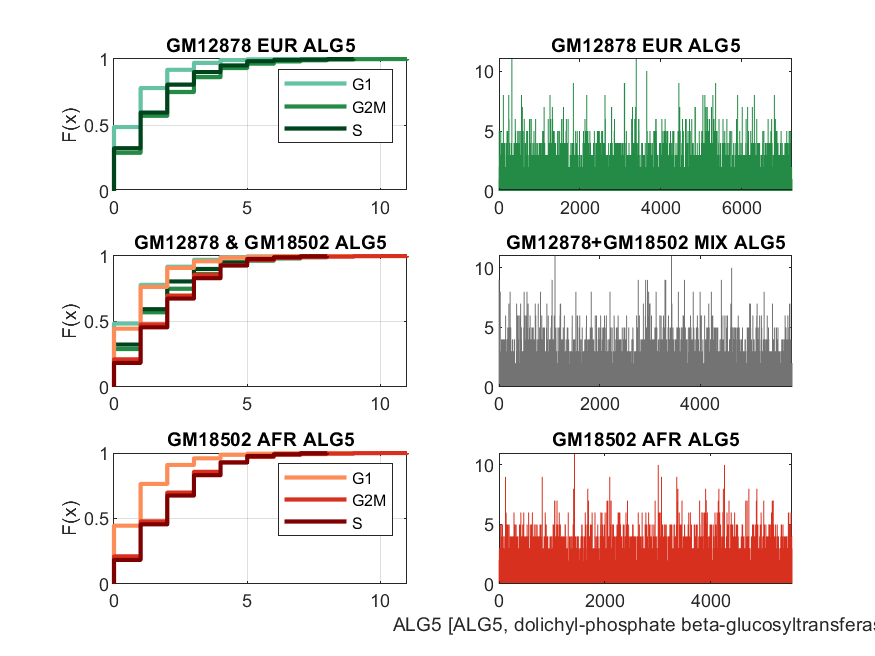 GM12878 EUR ALG5
F(x)
1
0.5
0
0
5
10
G1
G2M
S
GM12878 EUR ALG5
10
5
0
0
2000
4000
6000
GM12878 & GM18502 ALG5
F(x)
1
0.5
0
0
5
10
GM12878+GM18502 MIX ALG5
10
5
0
0
2000
4000
GM18502 AFR ALG5
F(x)
1
0.5
0
0
5
10
G1
G2M
S
GM18502 AFR ALG5
10
5
0
0
2000
4000
ALG5 [ALG5, dolichyl-phosphate beta-glucosyltransferas